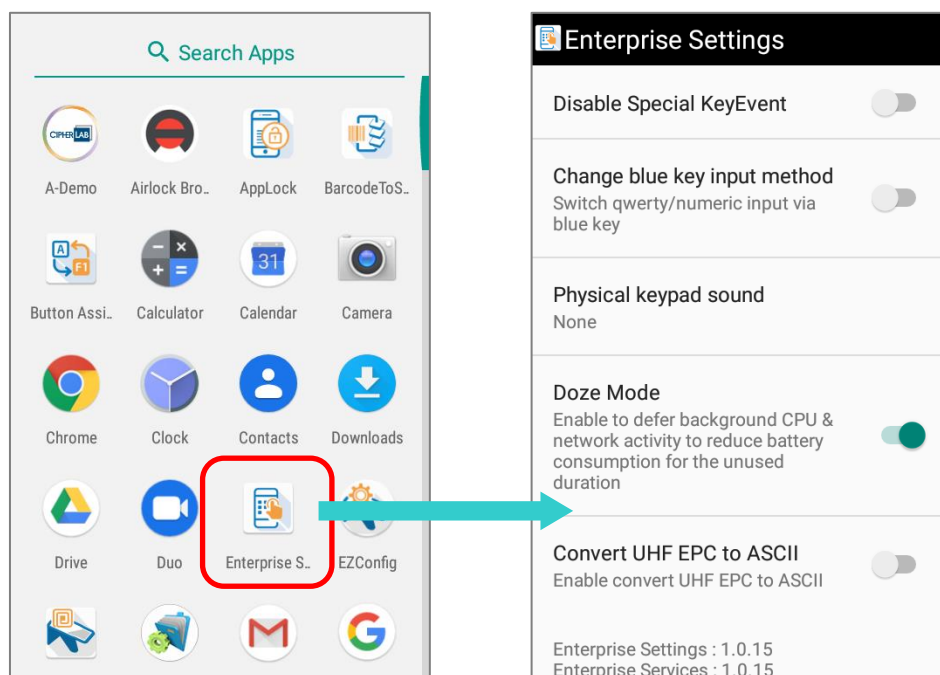 Search Apps
CIPHERLAB
A-Demo
Airlock Bro..
AppLock
BarcodeToS..
A
F1
31
Button Assi..
Calculator
Calendar
Camera
Chrome
Clock
Contacts
Downloads
Drive
Duo
Enterprise S..
EZConfig
Enterprise Settings
Disable Special KeyEvent
Change blue key input method
Switch qwerty/numeric input via
blue key
Physical keypad sound
None
Doze Mode
Enable to defer background CPU &
network activity to reduce battery
consumption for the unused
duration
Convert UHF EPC to ASCII
Enable convert UHF EPC to ASCII
Enterprise Settings : 1.0.15
Enterprise Services : 1.0.15